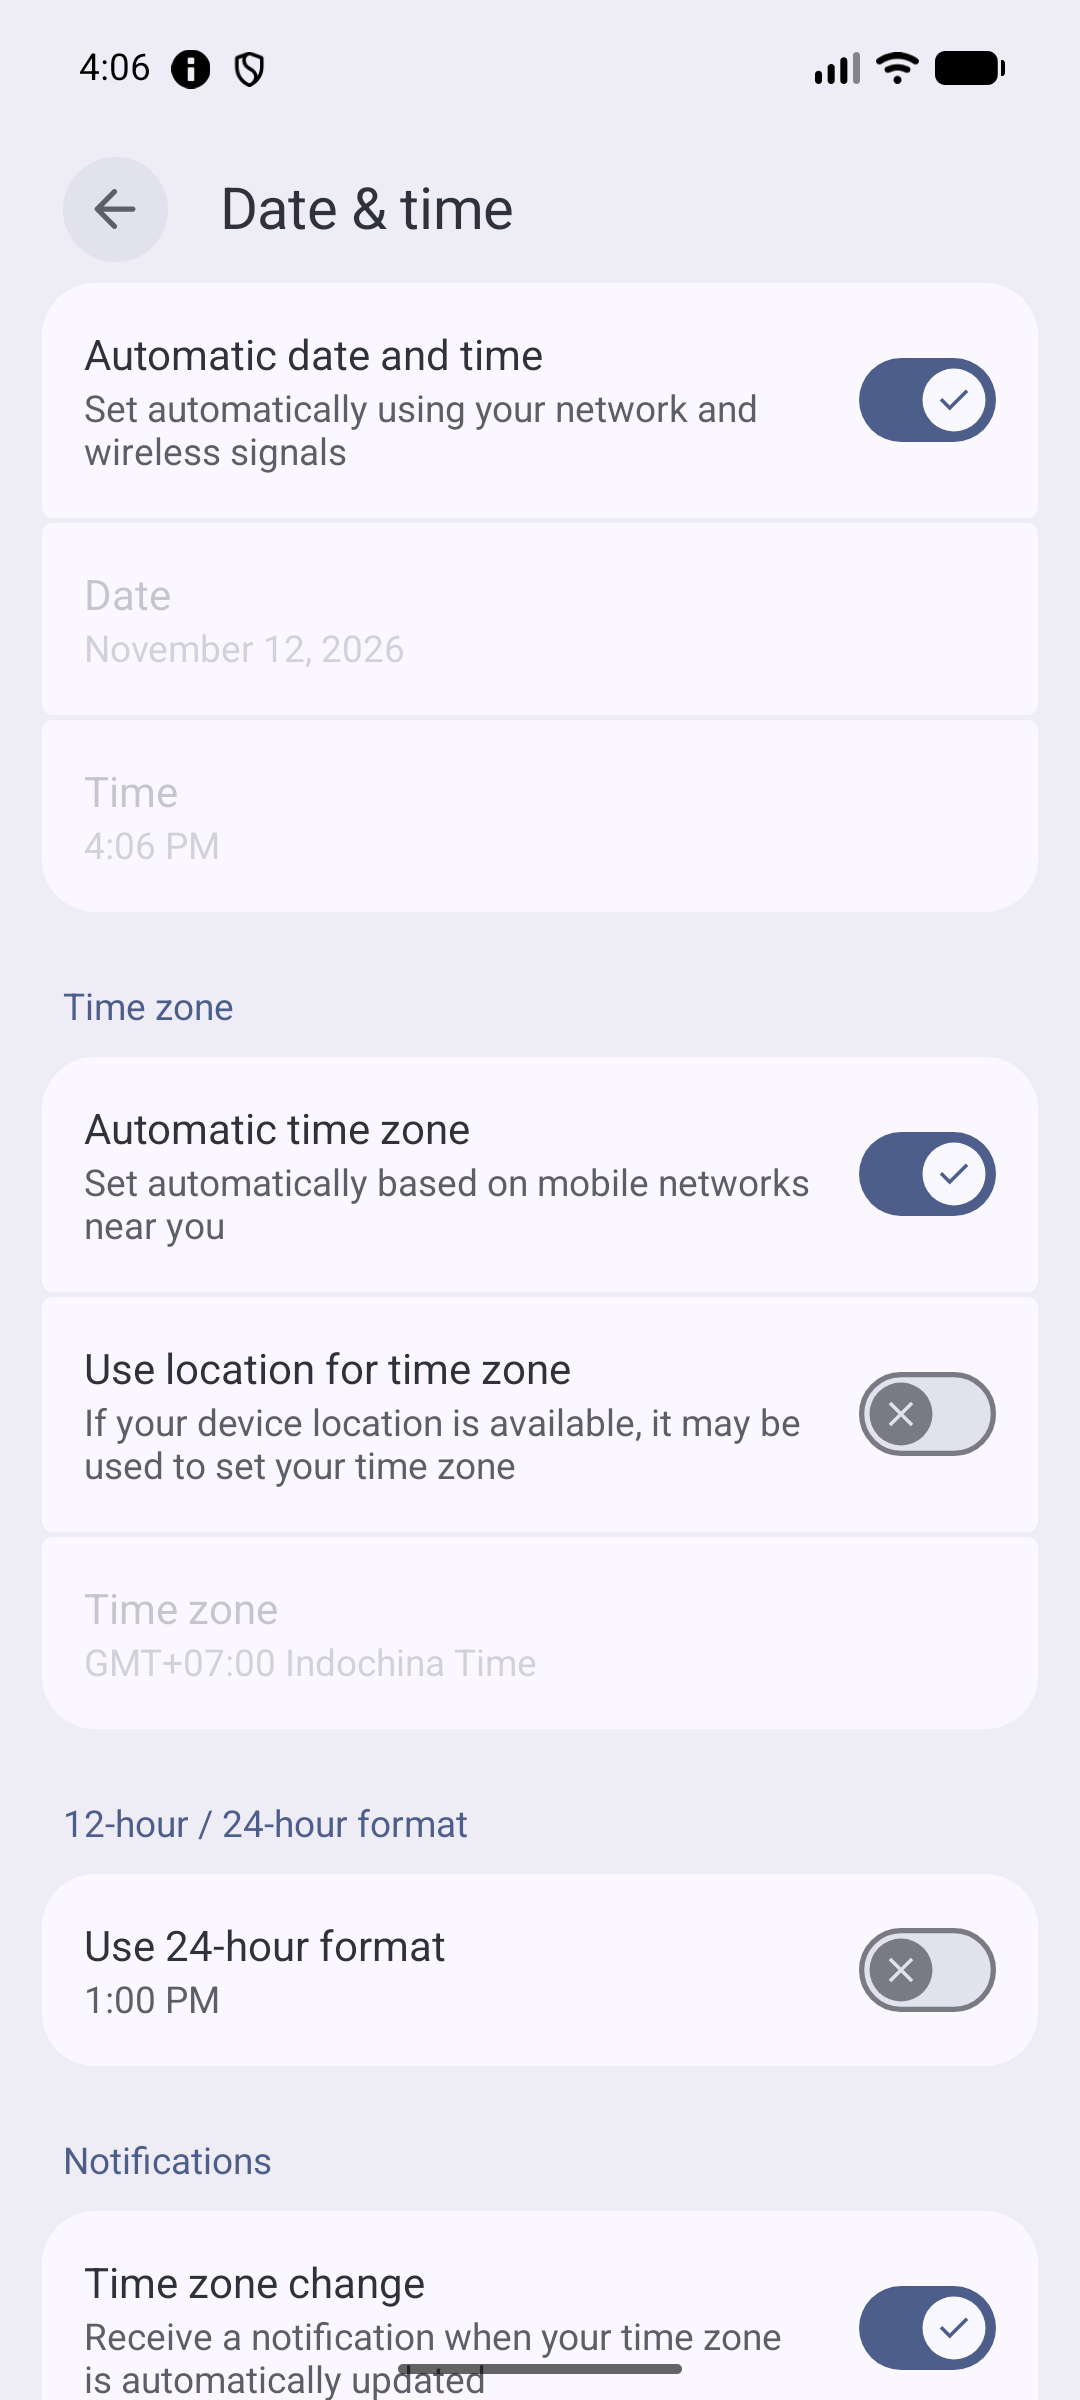 4:06
Date & time
Automatic date and time
Set automatically using your network and
wireless signals
Date
November 12, 2026
Time
4:06 PM
Time zone
Automatic time zone
Set automatically based on mobile networks
near you
Use location for time zone
If your device location is available, it may be
used to set your time zone
Time zone
GMT+07:00 Indochina Time
12-hour / 24-hour format
Use 24-hour format
1:00 PM
Notifications
Time zone change
Receive a notification when your time zone
is automatically updated